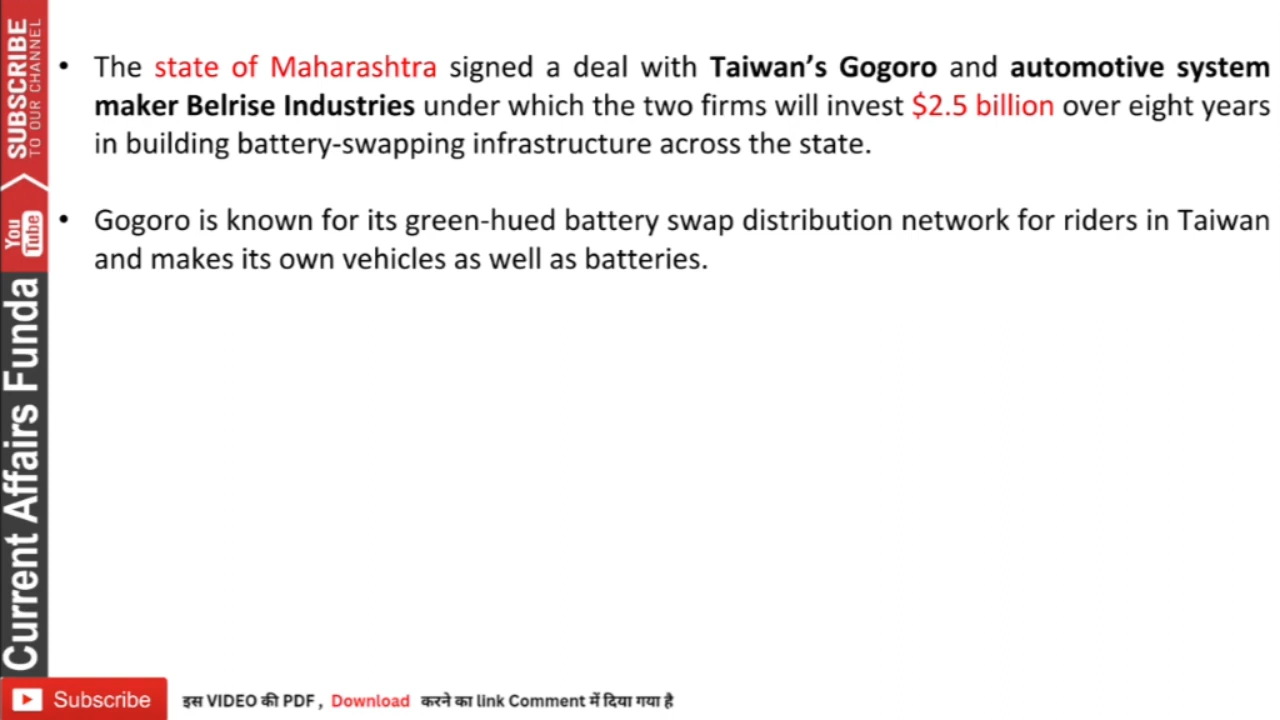 • The state of Maharashtra signed a deal with Taiwan’s Gogoro and automotive system
maker Belrise Industries under which the two firms will invest $2.5 billion over eight years
in building battery-swapping infrastructure across the state.
• Gogoro is known for its green-hued battery swap distribution network for riders in Taiwan
and makes its own vehicles as well as batteries.
SUBSCRIBE
TO OUR CHANNEL
You
Tube
Current Affairs Funda
Subscribe
इस VIDEO की PDF , Download करने का link Comment में दिया गया है